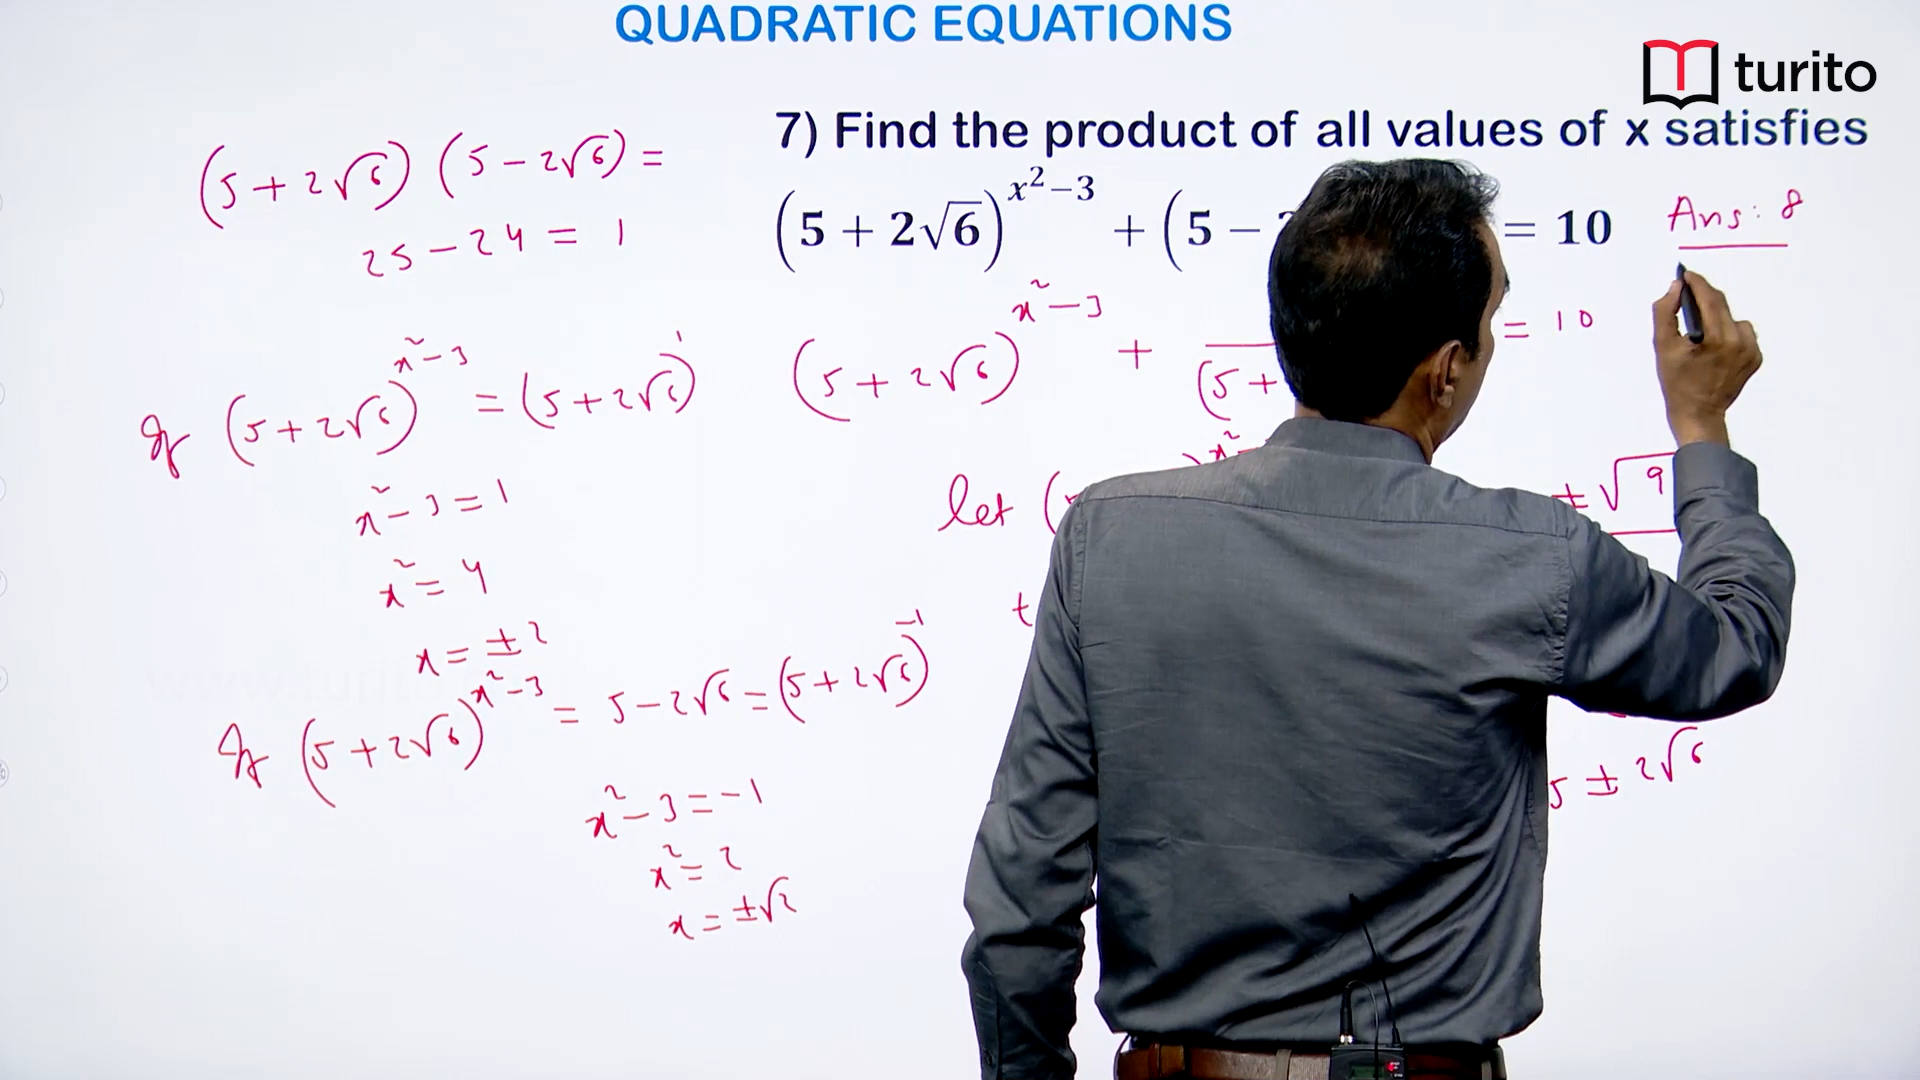 QUADRATIC EQUATIONS
turito
7) Find the product of all values of x satisfies
(5 + 2√6)^{x²−3} + (5 − = 10
Ans: 8
(5 + 2√6) (5 − 2√6) =
25 − 24 = 1
(5 + 2√6)^{x²−3} + (5 + = 10
If (5 + 2√6)^{x²−3} = (5 + 2√6)^1
x² − 3 = 1
x² = 4
x = ±2
let (
± √9
t
If (5 + 2√6)^{x²−3} = 5 − 2√6 = (5 + 2√6)^{−1}
x² − 3 = −1
x² = 2
x = ±√2
5 ± 2√6